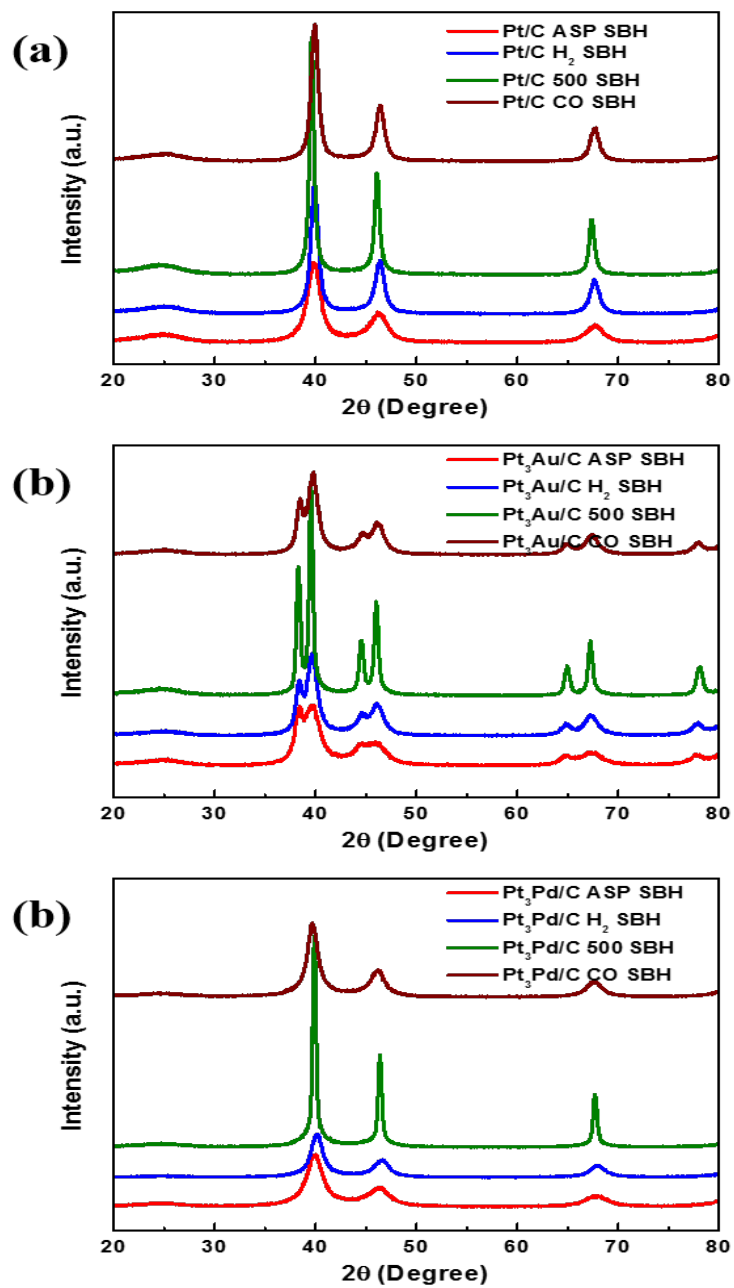 (a)
Pt/C ASP SBH
Pt/C H₂ SBH
Pt/C 500 SBH
Pt/C CO SBH
Intensity (a.u.)
20 30 40 50 60 70 80
2θ (Degree)
(b)
Pt₃Au/C ASP SBH
Pt₃Au/C H₂ SBH
Pt₃Au/C 500 SBH
Pt₃Au/C CO SBH
Intensity (a.u.)
20 30 40 50 60 70 80
2θ (Degree)
(b)
Pt₃Pd/C ASP SBH
Pt₃Pd/C H₂ SBH
Pt₃Pd/C 500 SBH
Pt₃Pd/C CO SBH
Intensity (a.u.)
20 30 40 50 60 70 80
2θ (Degree)